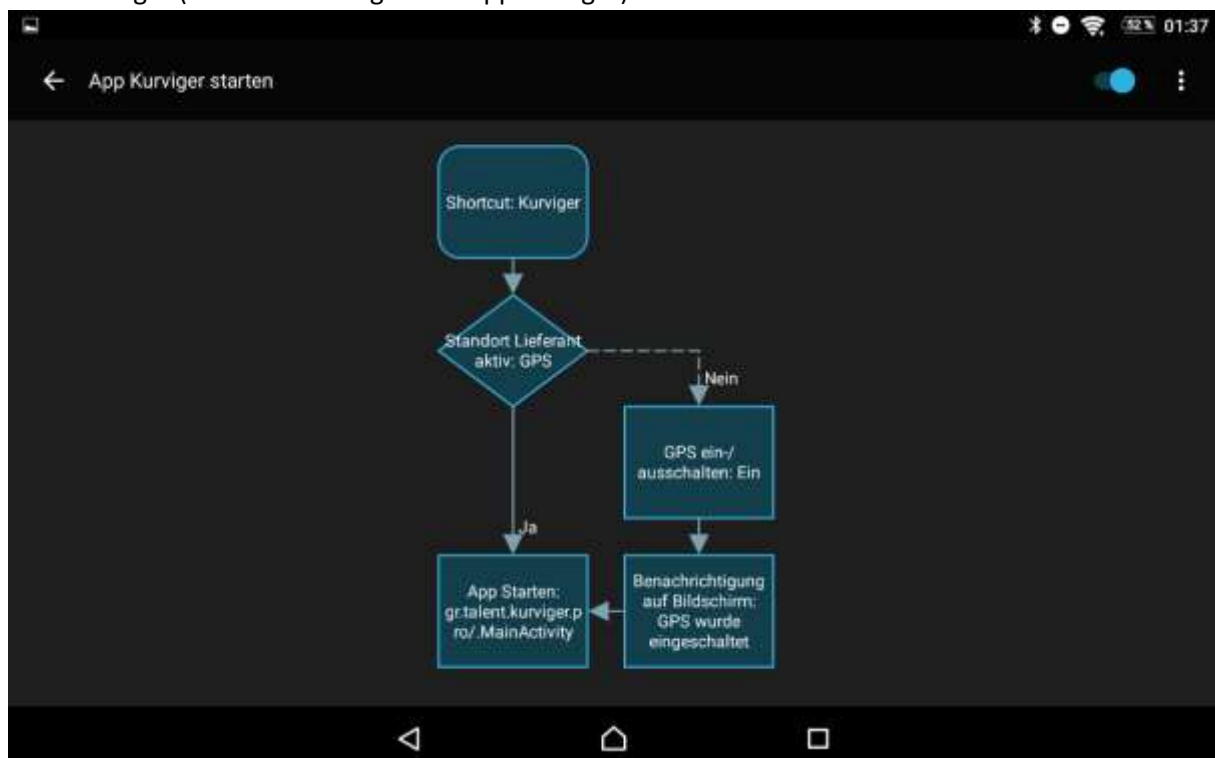 52 % 01:37
App Kurviger starten
Shortcut: Kurviger
Standort Lieferant
aktiv: GPS
Nein
GPS ein-/
ausschalten: Ein
Ja
App Starten:
gr.talent.kurviger.p
ro/.MainActivity
Benachrichtigung
auf Bildschirm:
GPS wurde
eingeschaltet